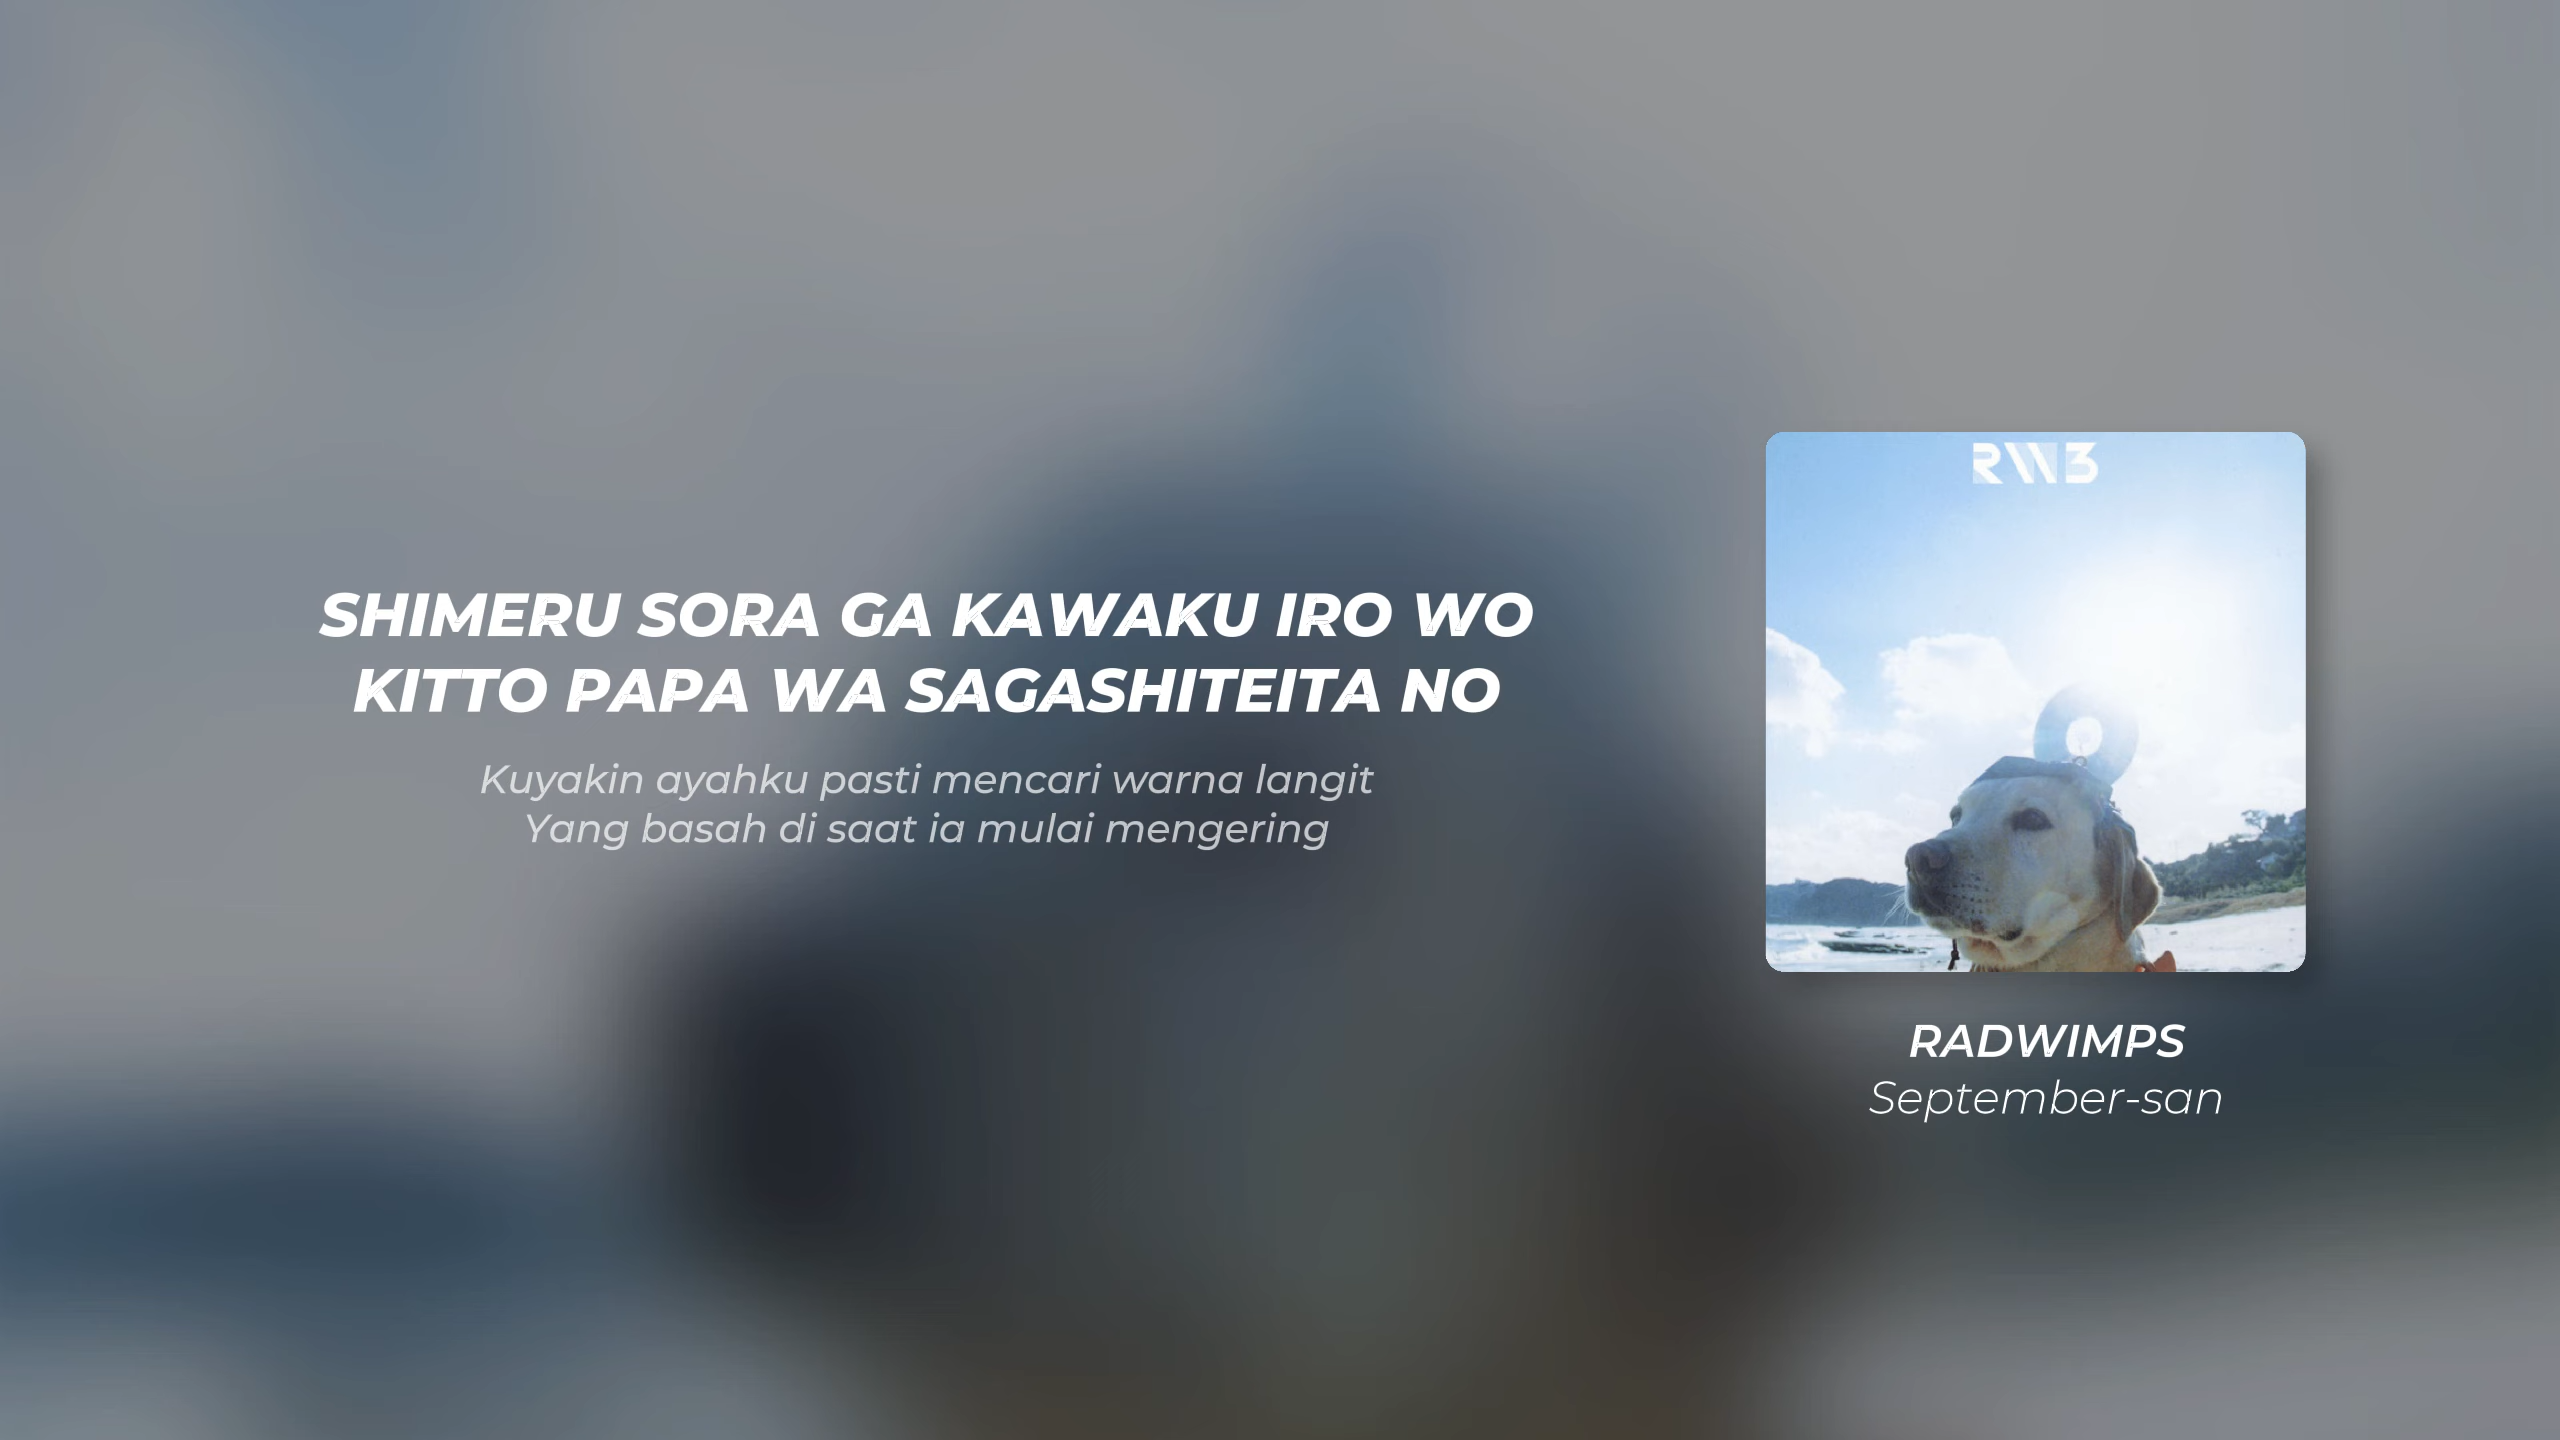 SHIMERU SORA GA KAWAKU IRO WO
KITTO PAPA WA SAGASHITEITA NO
Kuyakin ayahku pasti mencari warna langit
Yang basah di saat ia mulai mengering
RW3
RADWIMPS
September-san